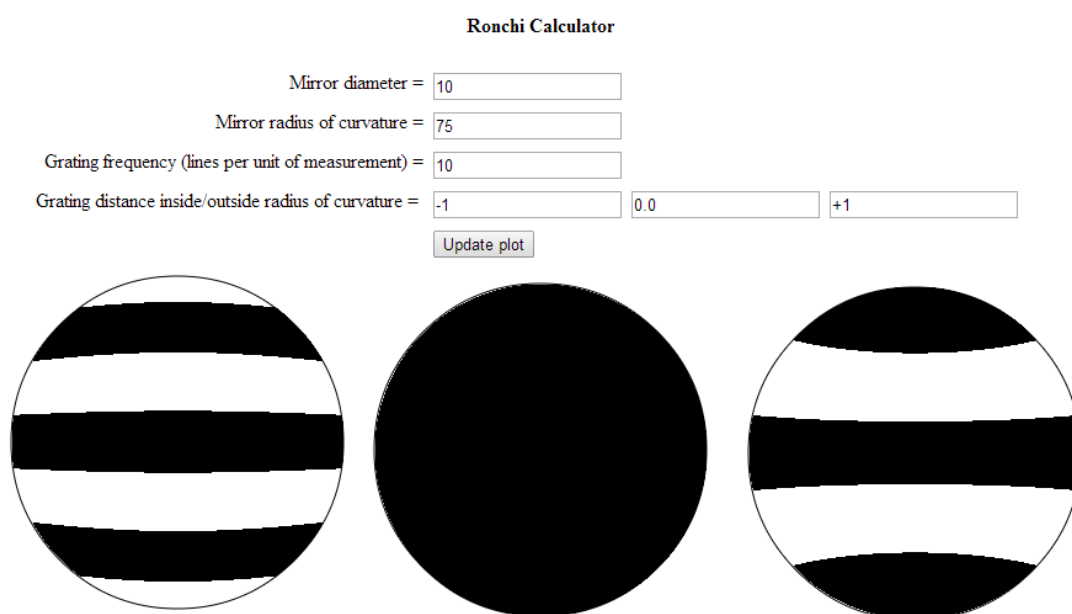 Ronchi Calculator
Mirror diameter = 10
Mirror radius of curvature = 75
Grating frequency (lines per unit of measurement) = 10
Grating distance inside/outside radius of curvature = -1 0.0 +1
Update plot